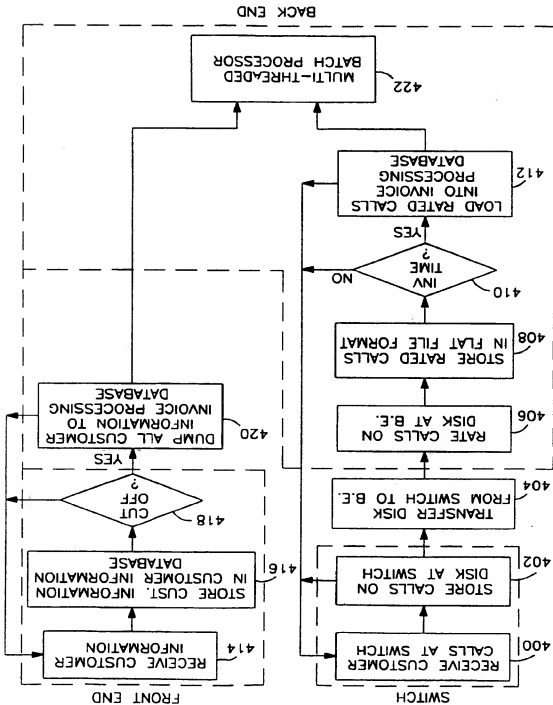 SWITCH
RECEIVE CUSTOMER
CALLS AT SWITCH
400
STORE CALLS ON
DISK AT SWITCH
402
TRANSFER DISK
FROM SWITCH TO B.E.
404
RATE CALLS ON
DISK AT B.E.
406
STORE RATED CALLS
IN FLAT FILE FORMAT
408
INV
TIME
?
410
NO
YES
LOAD RATED CALLS
INTO INVOICE
PROCESSING
DATABASE
412
FRONT END
RECEIVE CUSTOMER
INFORMATION
414
STORE CUST. INFORMATION
IN CUSTOMER INFORMATION
DATABASE
416
CUT
OFF
?
418
YES
DUMP ALL CUSTOMER
INFORMATION TO
INVOICE PROCESSING
DATABASE
420
MULTI-THREADED
BATCH PROCESSOR
422
BACK END